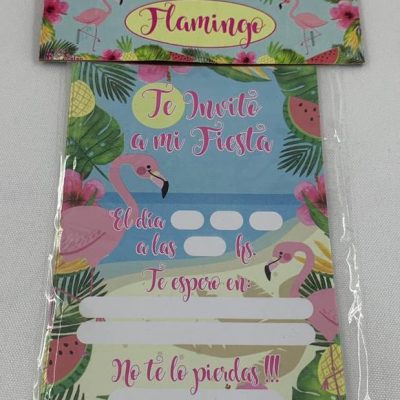 Flamingo
Te Invito
a mi Fiesta
El día
a las hs.
Te espero en:
No te lo pierdas !!!